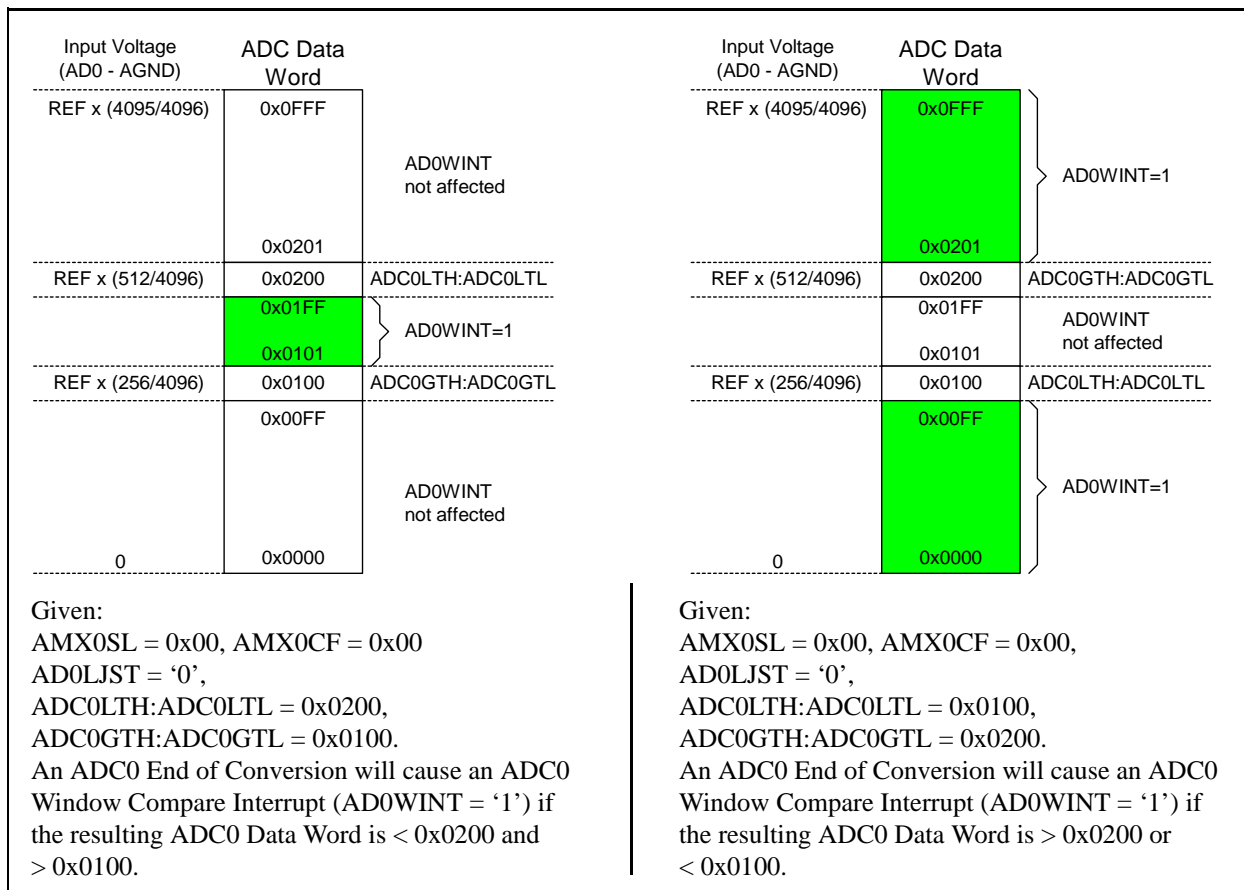 Input Voltage
(AD0 - AGND)
ADC Data
Word
REF x (4095/4096)
0x0FFF
AD0WINT
not affected
0x0201
REF x (512/4096)
0x0200
ADC0LTH:ADC0LTL
0x01FF
AD0WINT=1
0x0101
REF x (256/4096)
0x0100
ADC0GTH:ADC0GTL
0x00FF
AD0WINT
not affected
0
0x0000
Given:
AMX0SL = 0x00, AMX0CF = 0x00
AD0LJST = ‘0’,
ADC0LTH:ADC0LTL = 0x0200,
ADC0GTH:ADC0GTL = 0x0100.
An ADC0 End of Conversion will cause an ADC0
Window Compare Interrupt (AD0WINT = ‘1’) if
the resulting ADC0 Data Word is < 0x0200 and
> 0x0100.
Input Voltage
(AD0 - AGND)
ADC Data
Word
REF x (4095/4096)
0x0FFF
AD0WINT=1
0x0201
REF x (512/4096)
0x0200
ADC0GTH:ADC0GTL
0x01FF
AD0WINT
not affected
0x0101
REF x (256/4096)
0x0100
ADC0LTH:ADC0LTL
0x00FF
AD0WINT=1
0
0x0000
Given:
AMX0SL = 0x00, AMX0CF = 0x00,
AD0LJST = ‘0’,
ADC0LTH:ADC0LTL = 0x0100,
ADC0GTH:ADC0GTL = 0x0200.
An ADC0 End of Conversion will cause an ADC0
Window Compare Interrupt (AD0WINT = ‘1’) if
the resulting ADC0 Data Word is > 0x0200 or
< 0x0100.